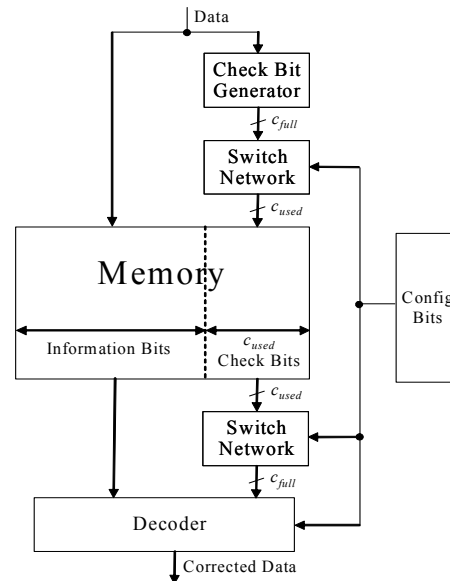 Data
Check Bit
Generator
c_full
Switch
Network
c_used
Memory
Config
Bits
Information Bits
c_used
Check Bits
c_used
Switch
Network
c_full
Decoder
Corrected Data